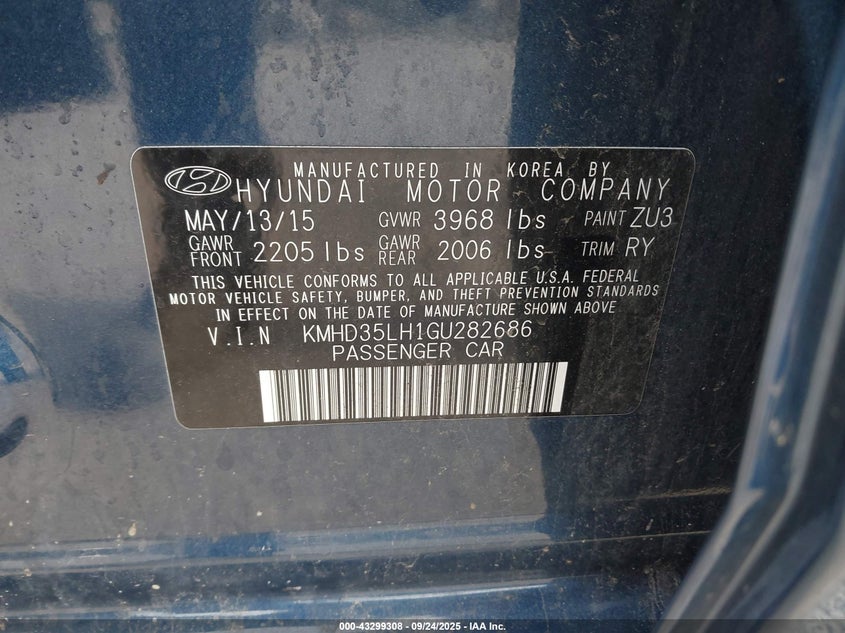 MANUFACTURED IN KOREA BY
HYUNDAI MOTOR COMPANY
MAY/13/15 GVWR 3968 lbs PAINT ZU3
GAWR FRONT 2205 lbs GAWR REAR 2006 lbs TRIM RY
THIS VEHICLE CONFORMS TO ALL APPLICABLE U.S.A. FEDERAL
MOTOR VEHICLE SAFETY, BUMPER, AND THEFT PREVENTION STANDARDS
IN EFFECT ON THE DATE OF MANUFACTURE SHOWN ABOVE
V.I.N KMHD35LH1GU282686
PASSENGER CAR
000-43299308 - 09/24/2025 - IAA Inc.